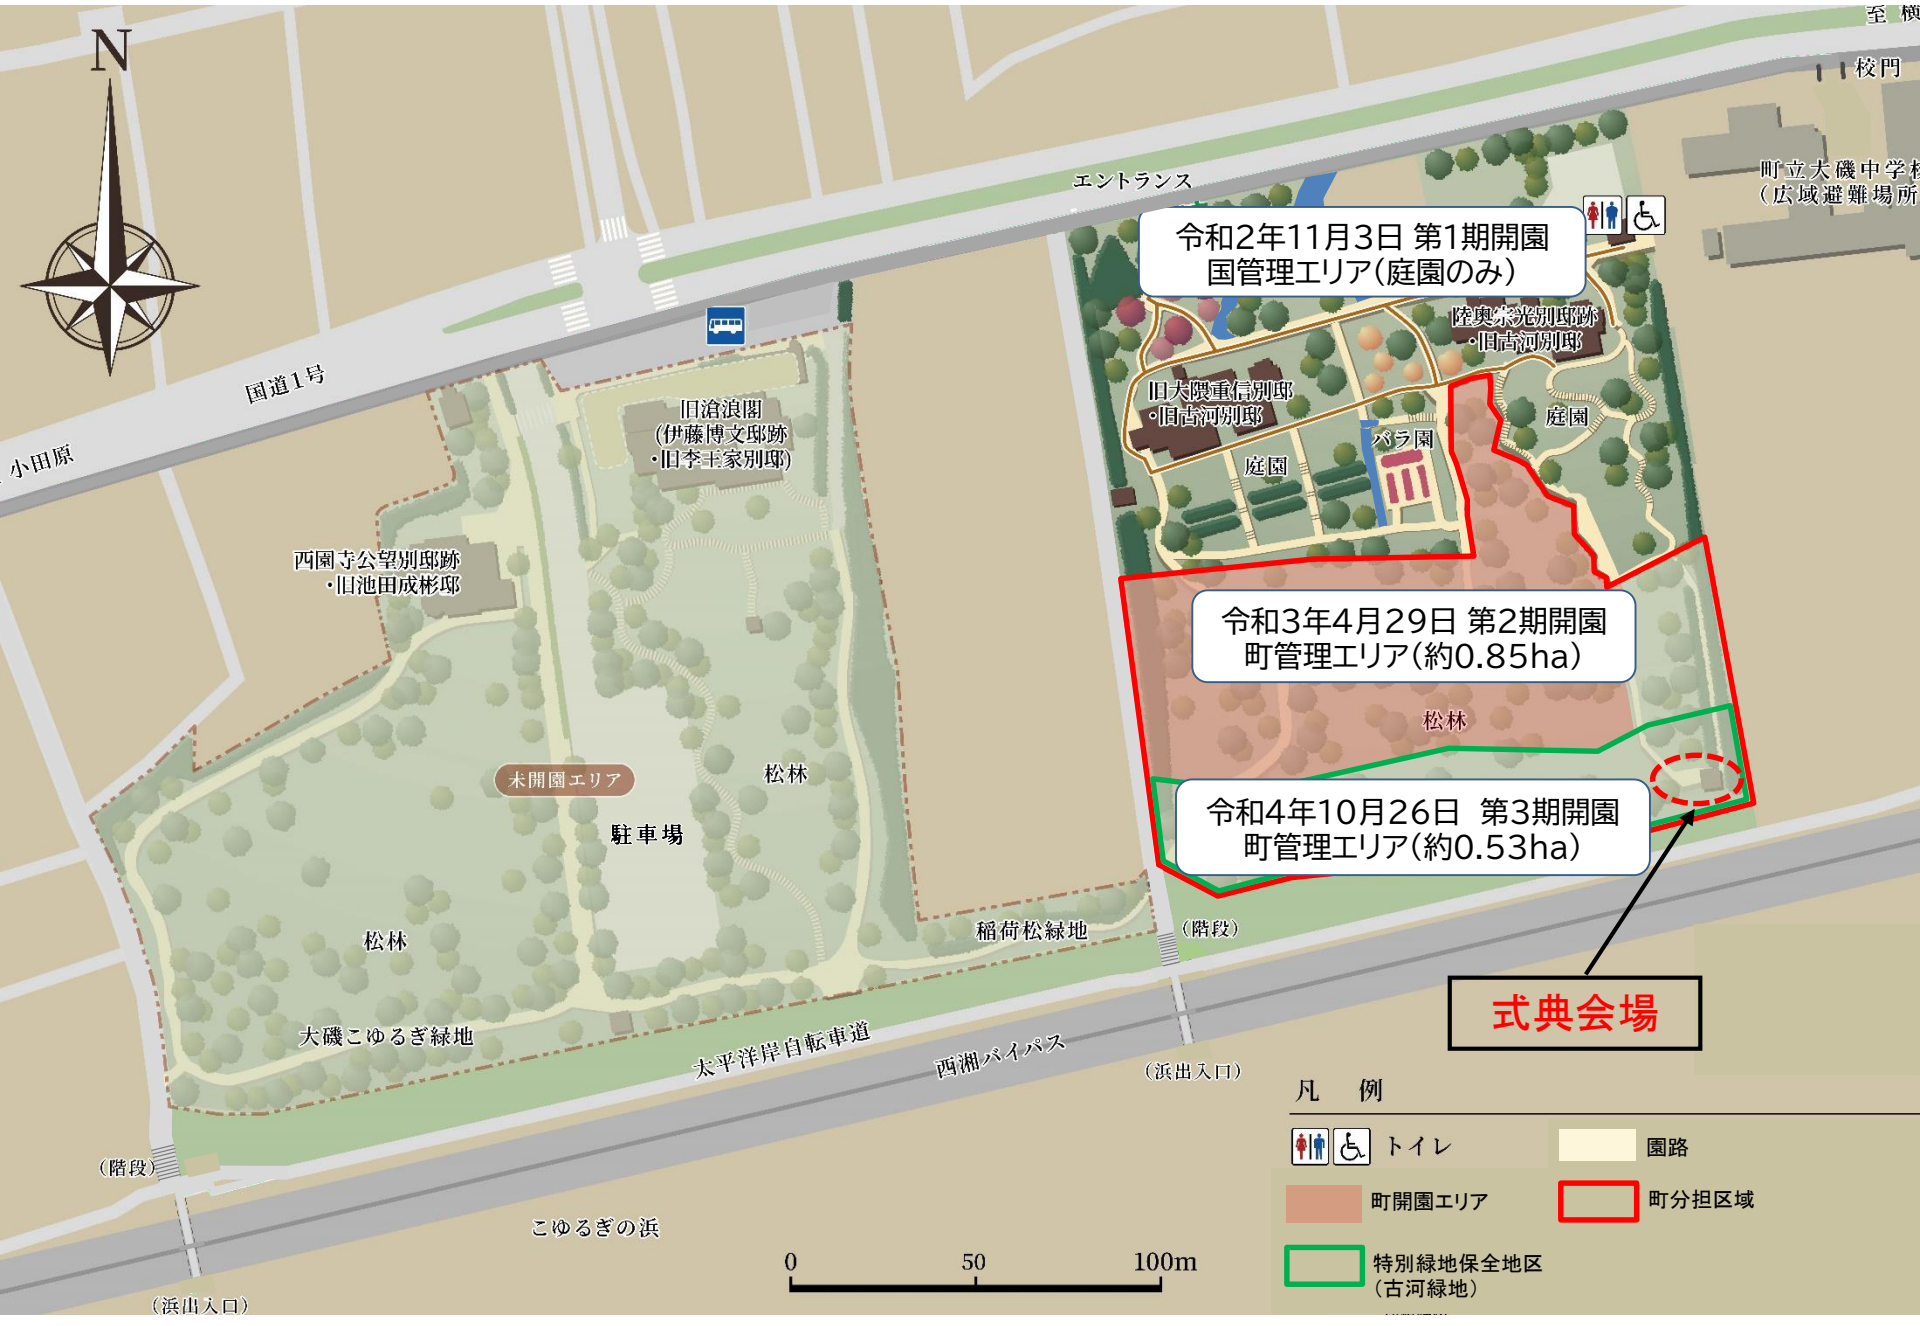 N
至 横
校門
町立大磯中学校
（広域避難場所
エントランス
令和2年11月3日 第1期開園
国管理エリア（庭園のみ）
陸奥宗光別邸跡
・旧古河別邸
旧大隈重信別邸
・旧古河別邸
庭園
バラ園
庭園
国道1号
小田原
旧滄浪閣
(伊藤博文邸跡
・旧李王家別邸)
西園寺公望別邸跡
・旧池田成彬邸
令和3年4月29日 第2期開園
町管理エリア（約0.85ha）
松林
未開園エリア
松林
駐車場
令和4年10月26日 第3期開園
町管理エリア（約0.53ha）
松林
稲荷松緑地
（階段）
式典会場
大磯こゆるぎ緑地
太平洋岸自転車道
西湘バイパス
（浜出入口）
（階段）
こゆるぎの浜
（浜出入口）
0 50 100m
凡 例
トイレ
園路
町開園エリア
町分担区域
特別緑地保全地区
（古河緑地）